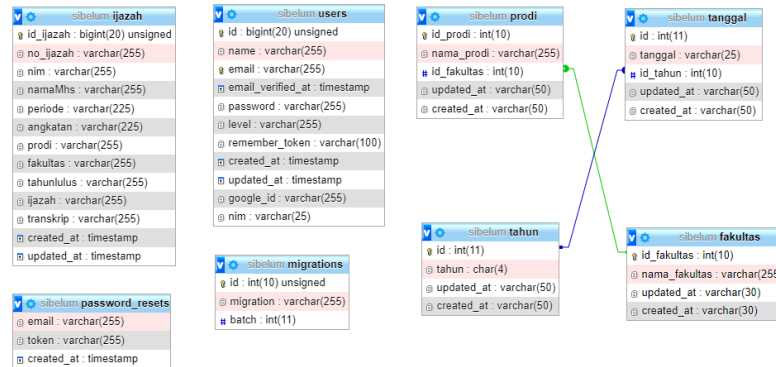 sibelum ijazah
id_ijazah : bigint(20) unsigned
no_ijazah : varchar(255)
nim : varchar(255)
namaMhs : varchar(255)
periode : varchar(225)
angkatan : varchar(225)
prodi : varchar(255)
fakultas : varchar(255)
tahunlulus : varchar(255)
ijazah : varchar(255)
transkrip : varchar(255)
created_at : timestamp
updated_at : timestamp
sibelum users
id : bigint(20) unsigned
name : varchar(255)
email : varchar(255)
email_verified_at : timestamp
password : varchar(255)
level : varchar(255)
remember_token : varchar(100)
created_at : timestamp
updated_at : timestamp
google_id : varchar(255)
nim : varchar(25)
sibelum prodi
id_prodi : int(10)
nama_prodi : varchar(255)
# id_fakultas : int(10)
updated_at : varchar(50)
created_at : varchar(50)
sibelum tanggal
id : int(11)
tanggal : varchar(25)
# id_tahun : int(10)
updated_at : varchar(50)
created_at : varchar(50)
sibelum tahun
id : int(11)
tahun : char(4)
updated_at : varchar(50)
created_at : varchar(50)
sibelum fakultas
id_fakultas : int(10)
nama_fakultas : varchar(255
updated_at : varchar(30)
created_at : varchar(30)
sibelum migrations
id : int(10) unsigned
migration : varchar(255)
# batch : int(11)
sibelum password_resets
email : varchar(255)
token : varchar(255)
created_at : timestamp